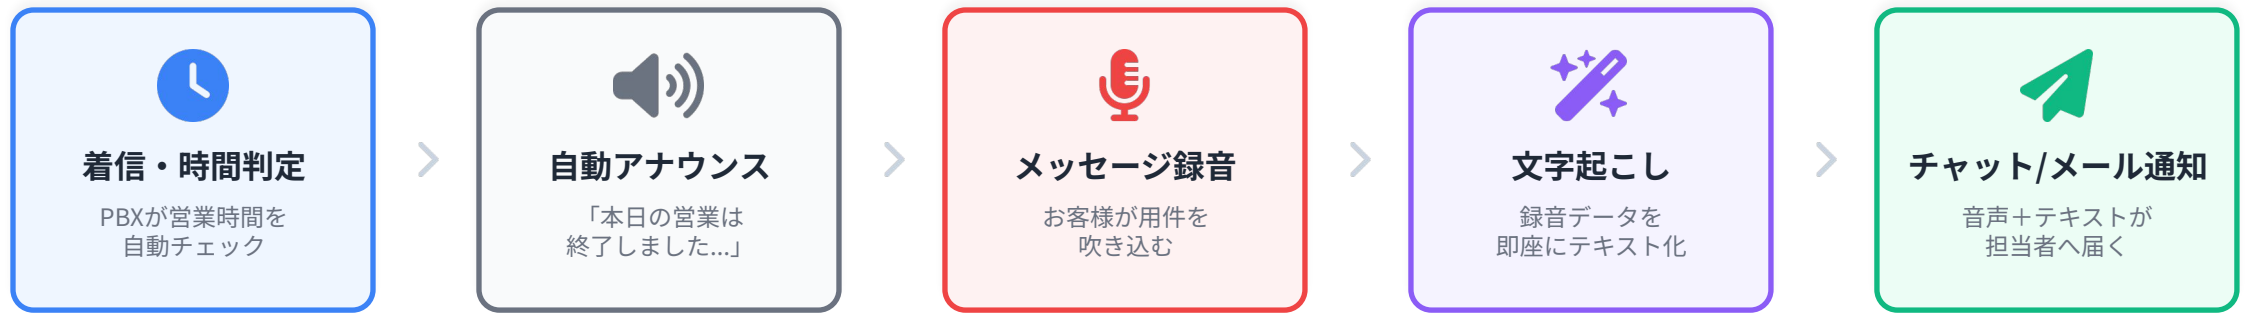 着信・時間判定
PBXが営業時間を
自動チェック
自動アナウンス
「本日の営業は
終了しました...」
メッセージ録音
お客様が用件を
吹き込む
文字起こし
録音データを
即座にテキスト化
チャット/メール通知
音声＋テキストが
担当者へ届く